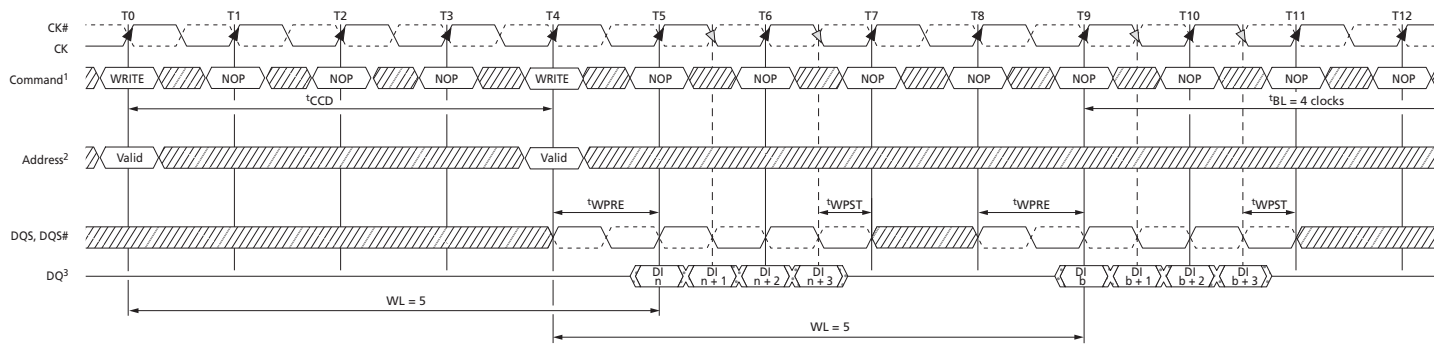 T0 T1 T2 T3 T4 T5 T6 T7 T8 T9 T10 T11 T12
CK#
CK
Command1 WRITE NOP NOP NOP WRITE NOP NOP NOP NOP NOP NOP NOP NOP
tCCD tBL = 4 clocks
Address2 Valid Valid
tWPRE tWPST tWPRE tWPST
DQS, DQS#
DQ3 DI n DI n + 1 DI n + 2 DI n + 3 DI b DI b + 1 DI b + 2 DI b + 3
WL = 5
WL = 5